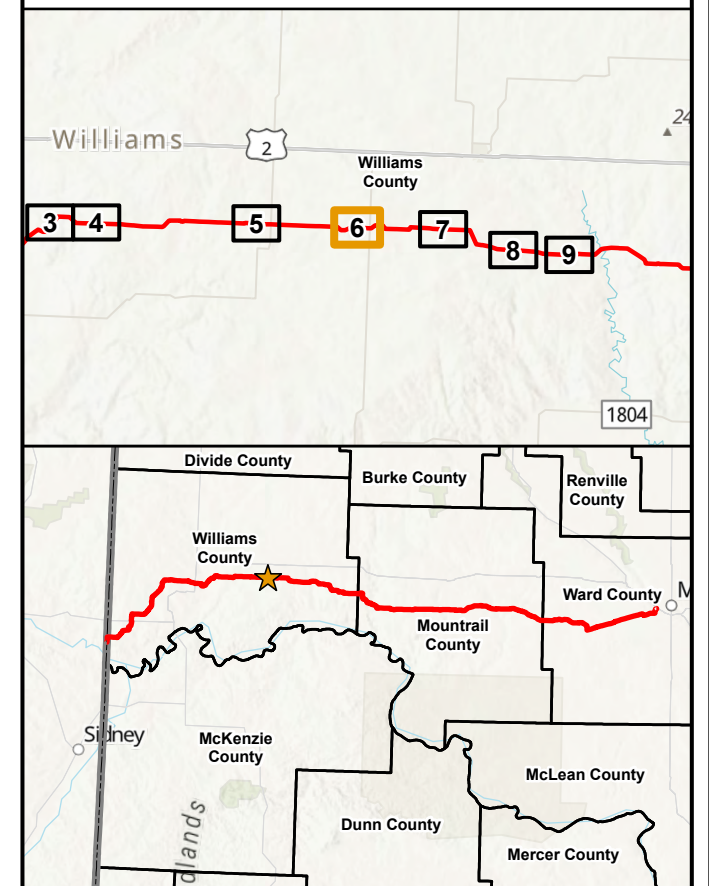 24
Williams
2
Williams
County
3
4
5
6
7
8
9
1804
Divide County
Burke County
Renville
County
Williams
County
Ward County
M
Mountrail
County
Sidney
McKenzie
County
McLean County
dlands
Dunn County
Mercer County